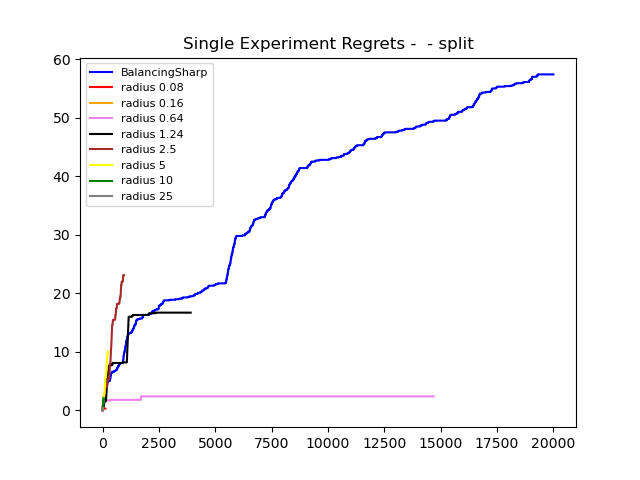 Single Experiment Regrets -  - split
60
50
40
30
20
10
0
BalancingSharp
radius 0.08
radius 0.16
radius 0.64
radius 1.24
radius 2.5
radius 5
radius 10
radius 25
0 2500 5000 7500 10000 12500 15000 17500 20000